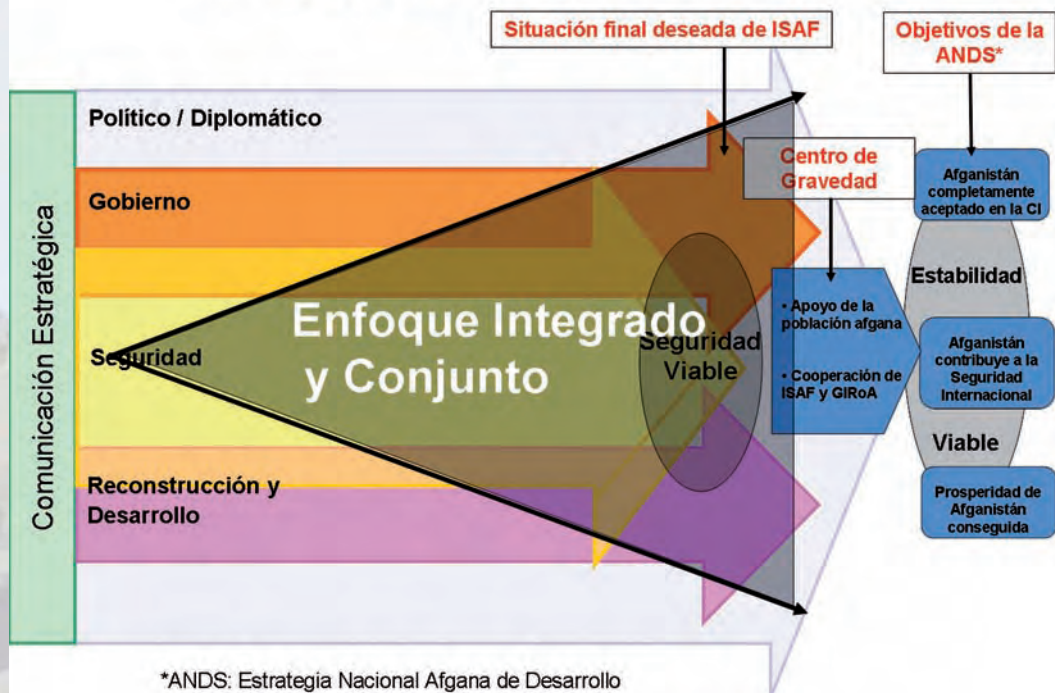 Situación final deseada de ISAF
Objetivos de la
ANDS*
Comunicación Estratégica
Político / Diplomático
Gobierno
Seguridad
Reconstrucción y
Desarrollo
Enfoque Integrado
y Conjunto
Seguridad
Viable
Centro de
Gravedad
• Apoyo de la
población afgana
• Cooperación de
ISAF y GIRoA
Afganistán
completamente
aceptado en la CI
Estabilidad
Afganistán
contribuye a la
Seguridad
Internacional
Viable
Prosperidad de
Afganistán
conseguida
*ANDS: Estrategia Nacional Afgana de Desarrollo